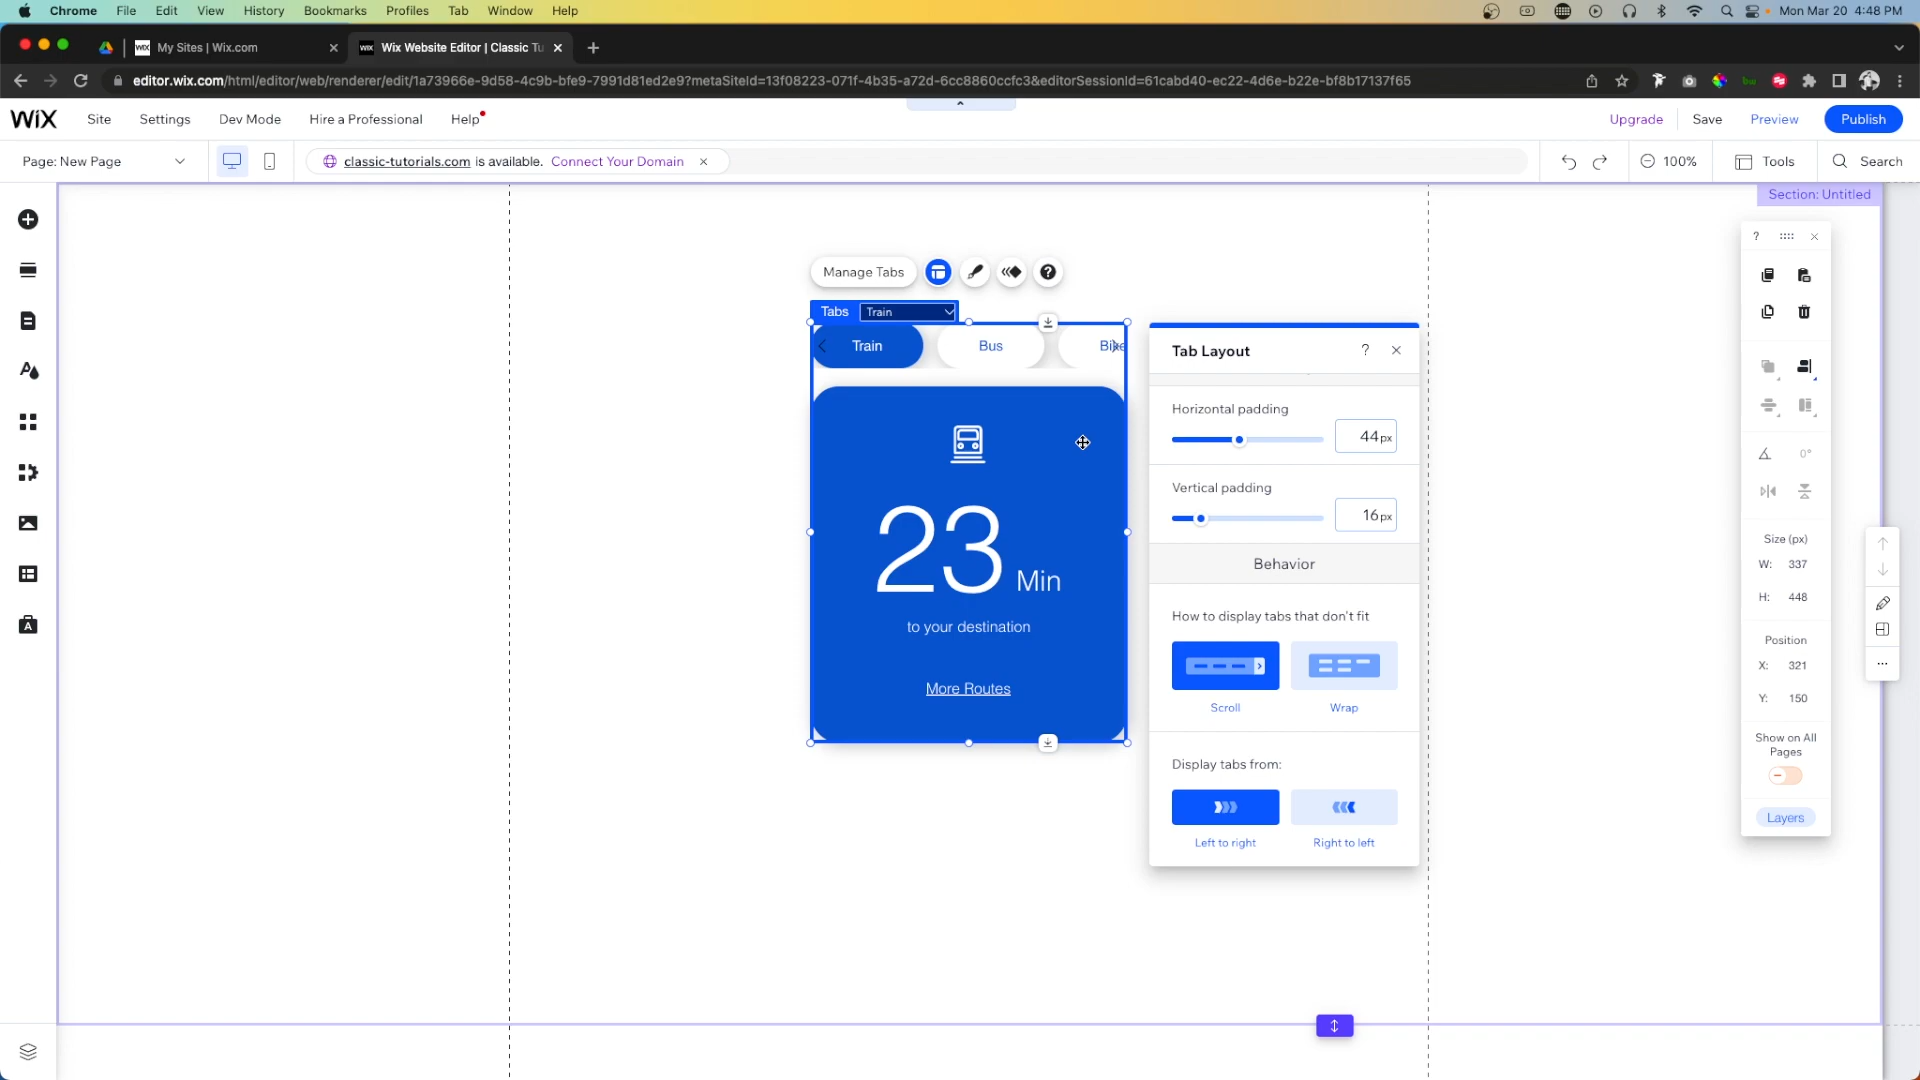 Chrome File Edit View History Bookmarks Profiles Tab Window Help Mon Mar 20 4:48 PM
My Sites | Wix.com
Wix Website Editor | Classic Tu
editor.wix.com/html/editor/web/renderer/edit/1a73966e-9d58-4c9b-bfe9-7991d81ed2e9?metaSiteId=13f08223-071f-4b35-a72d-6cc8860ccfc3&editorSessionId=61cabd40-ec22-4d6e-b22e-bf8b17137f65
WiX Site Settings Dev Mode Hire a Professional Help Upgrade Save Preview Publish
Page: New Page classic-tutorials.com is available. Connect Your Domain 100% Tools Search
Section: Untitled
Manage Tabs
Tabs Train
Train Bus Bike
23 Min
to your destination
More Routes
Tab Layout ?
Horizontal padding
44px
Vertical padding
16px
Behavior
How to display tabs that don't fit
Scroll Wrap
Display tabs from:
Left to right Right to left
?
0°
Size (px)
W: 337
H: 448
Position
X: 321
Y: 150
Show on All
Pages
Layers